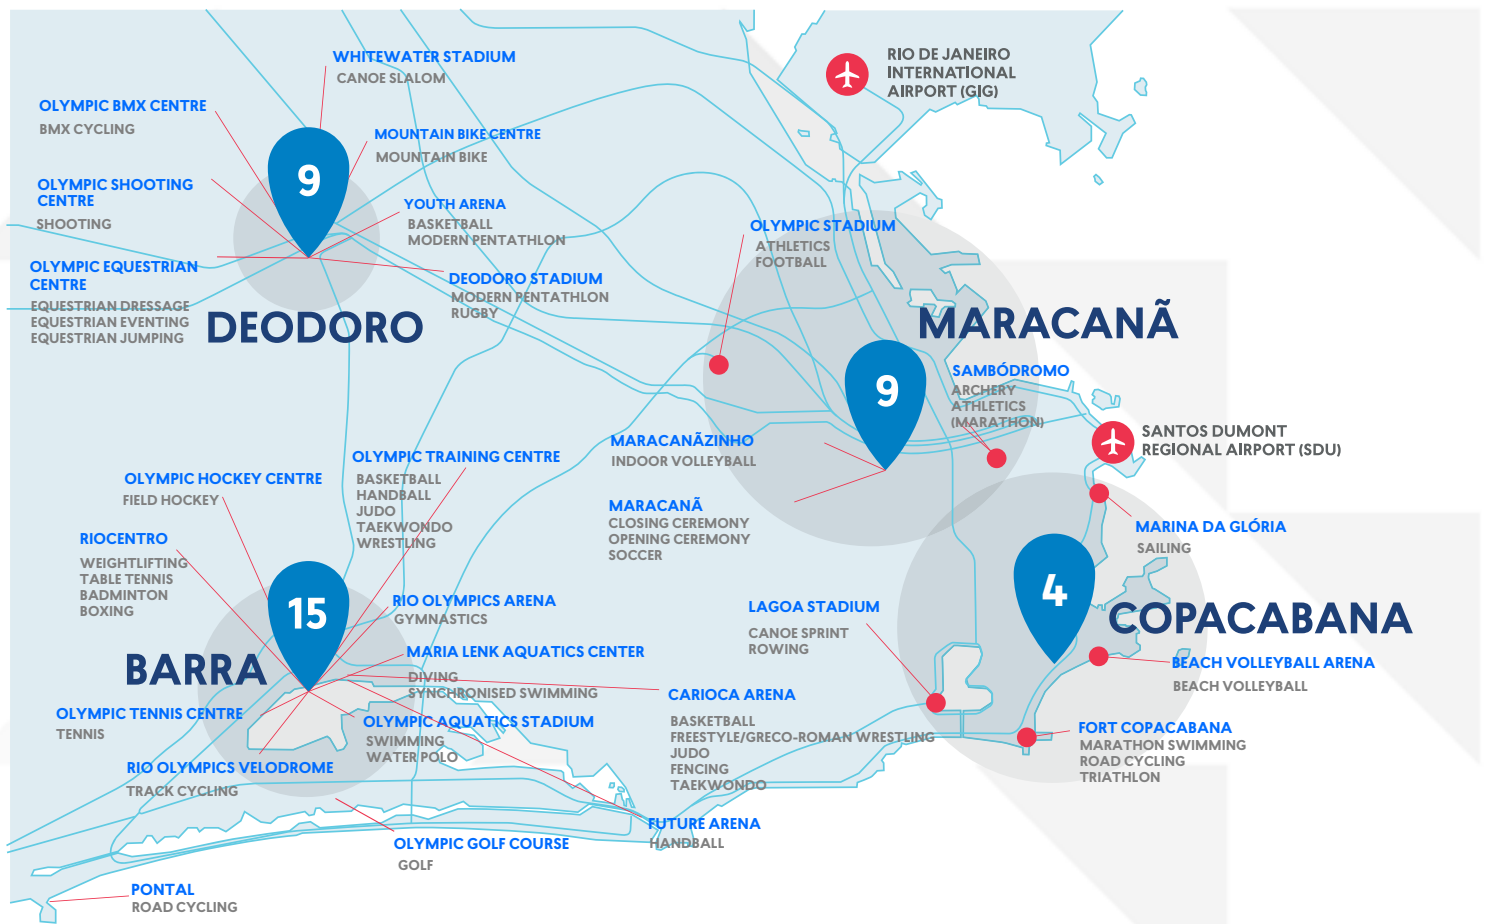 WHITEWATER STADIUM
CANOE SLALOM
OLYMPIC BMX CENTRE
BMX CYCLING
MOUNTAIN BIKE CENTRE
MOUNTAIN BIKE
9
OLYMPIC SHOOTING
CENTRE
SHOOTING
YOUTH ARENA
BASKETBALL
MODERN PENTATHLON
OLYMPIC EQUESTRIAN
CENTRE
EQUESTRIAN DRESSAGE
EQUESTRIAN EVENTING
EQUESTRIAN JUMPING
DEODORO STADIUM
MODERN PENTATHLON
RUGBY
DEODORO
RIO DE JANEIRO
INTERNATIONAL
AIRPORT (GIG)
OLYMPIC STADIUM
ATHLETICS
FOOTBALL
MARACANÃ
9
SAMBÓDROMO
ARCHERY
ATHLETICS
(MARATHON)
MARACANÃZINHO
INDOOR VOLLEYBALL
MARACANÃ
CLOSING CEREMONY
OPENING CEREMONY
SOCCER
SANTOS DUMONT
REGIONAL AIRPORT (SDU)
MARINA DA GLÓRIA
SAILING
OLYMPIC TRAINING CENTRE
BASKETBALL
HANDBALL
JUDO
TAEKWONDO
WRESTLING
OLYMPIC HOCKEY CENTRE
FIELD HOCKEY
RIOCENTRO
WEIGHTLIFTING
TABLE TENNIS
BADMINTON
BOXING
15
RIO OLYMPICS ARENA
GYMNASTICS
BARRA
MARIA LENK AQUATICS CENTER
DIVING
SYNCHRONISED SWIMMING
OLYMPIC TENNIS CENTRE
TENNIS
OLYMPIC AQUATICS STADIUM
SWIMMING
WATER POLO
RIO OLYMPICS VELODROME
TRACK CYCLING
CARIOCA ARENA
BASKETBALL
FREESTYLE/GRECO-ROMAN WRESTLING
JUDO
FENCING
TAEKWONDO
FUTURE ARENA
HANDBALL
OLYMPIC GOLF COURSE
GOLF
PONTAL
ROAD CYCLING
4
COPACABANA
LAGOA STADIUM
CANOE SPRINT
ROWING
BEACH VOLLEYBALL ARENA
BEACH VOLLEYBALL
FORT COPACABANA
MARATHON SWIMMING
ROAD CYCLING
TRIATHLON